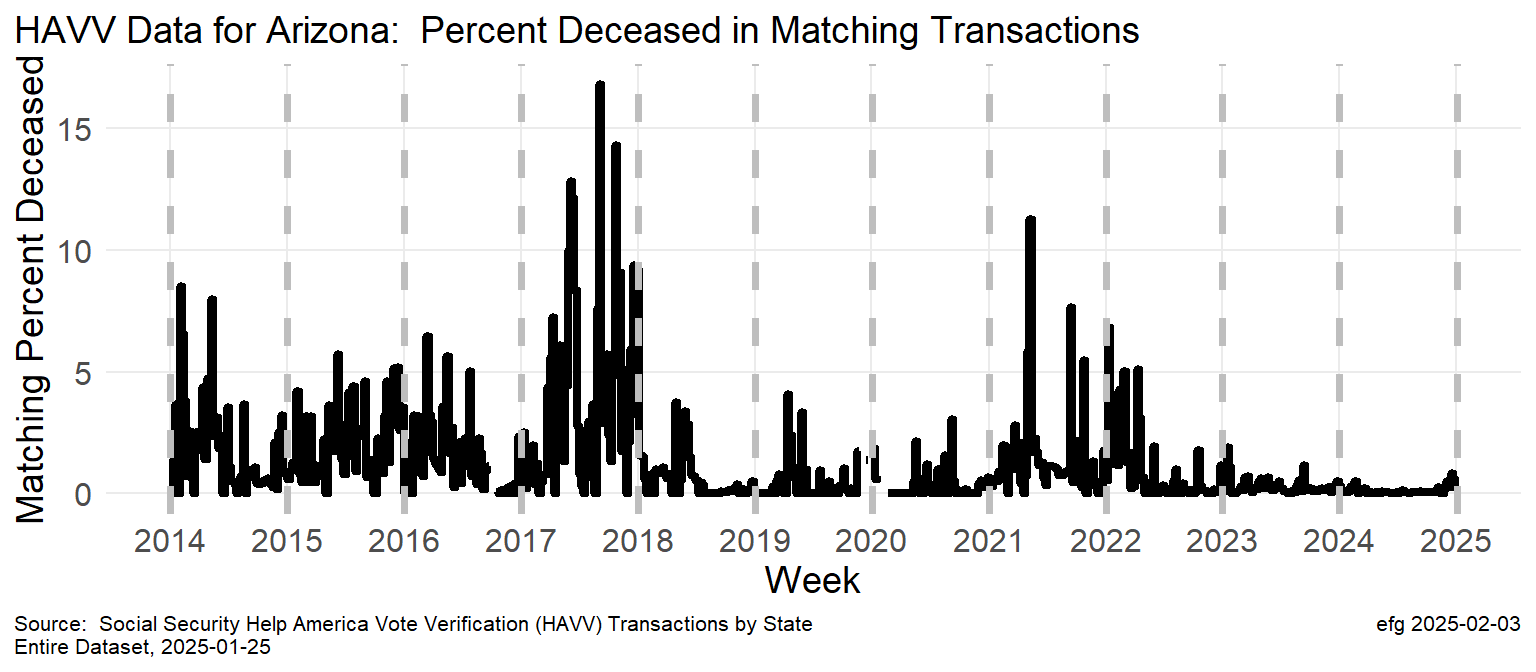 HAVV Data for Arizona:  Percent Deceased in Matching Transactions
Matching Percent Deceased
15
10
5
0
2014 2015 2016 2017 2018 2019 2020 2021 2022 2023 2024 2025
Week
Source:  Social Security Help America Vote Verification (HAVV) Transactions by State
Entire Dataset, 2025-01-25
efg 2025-02-03